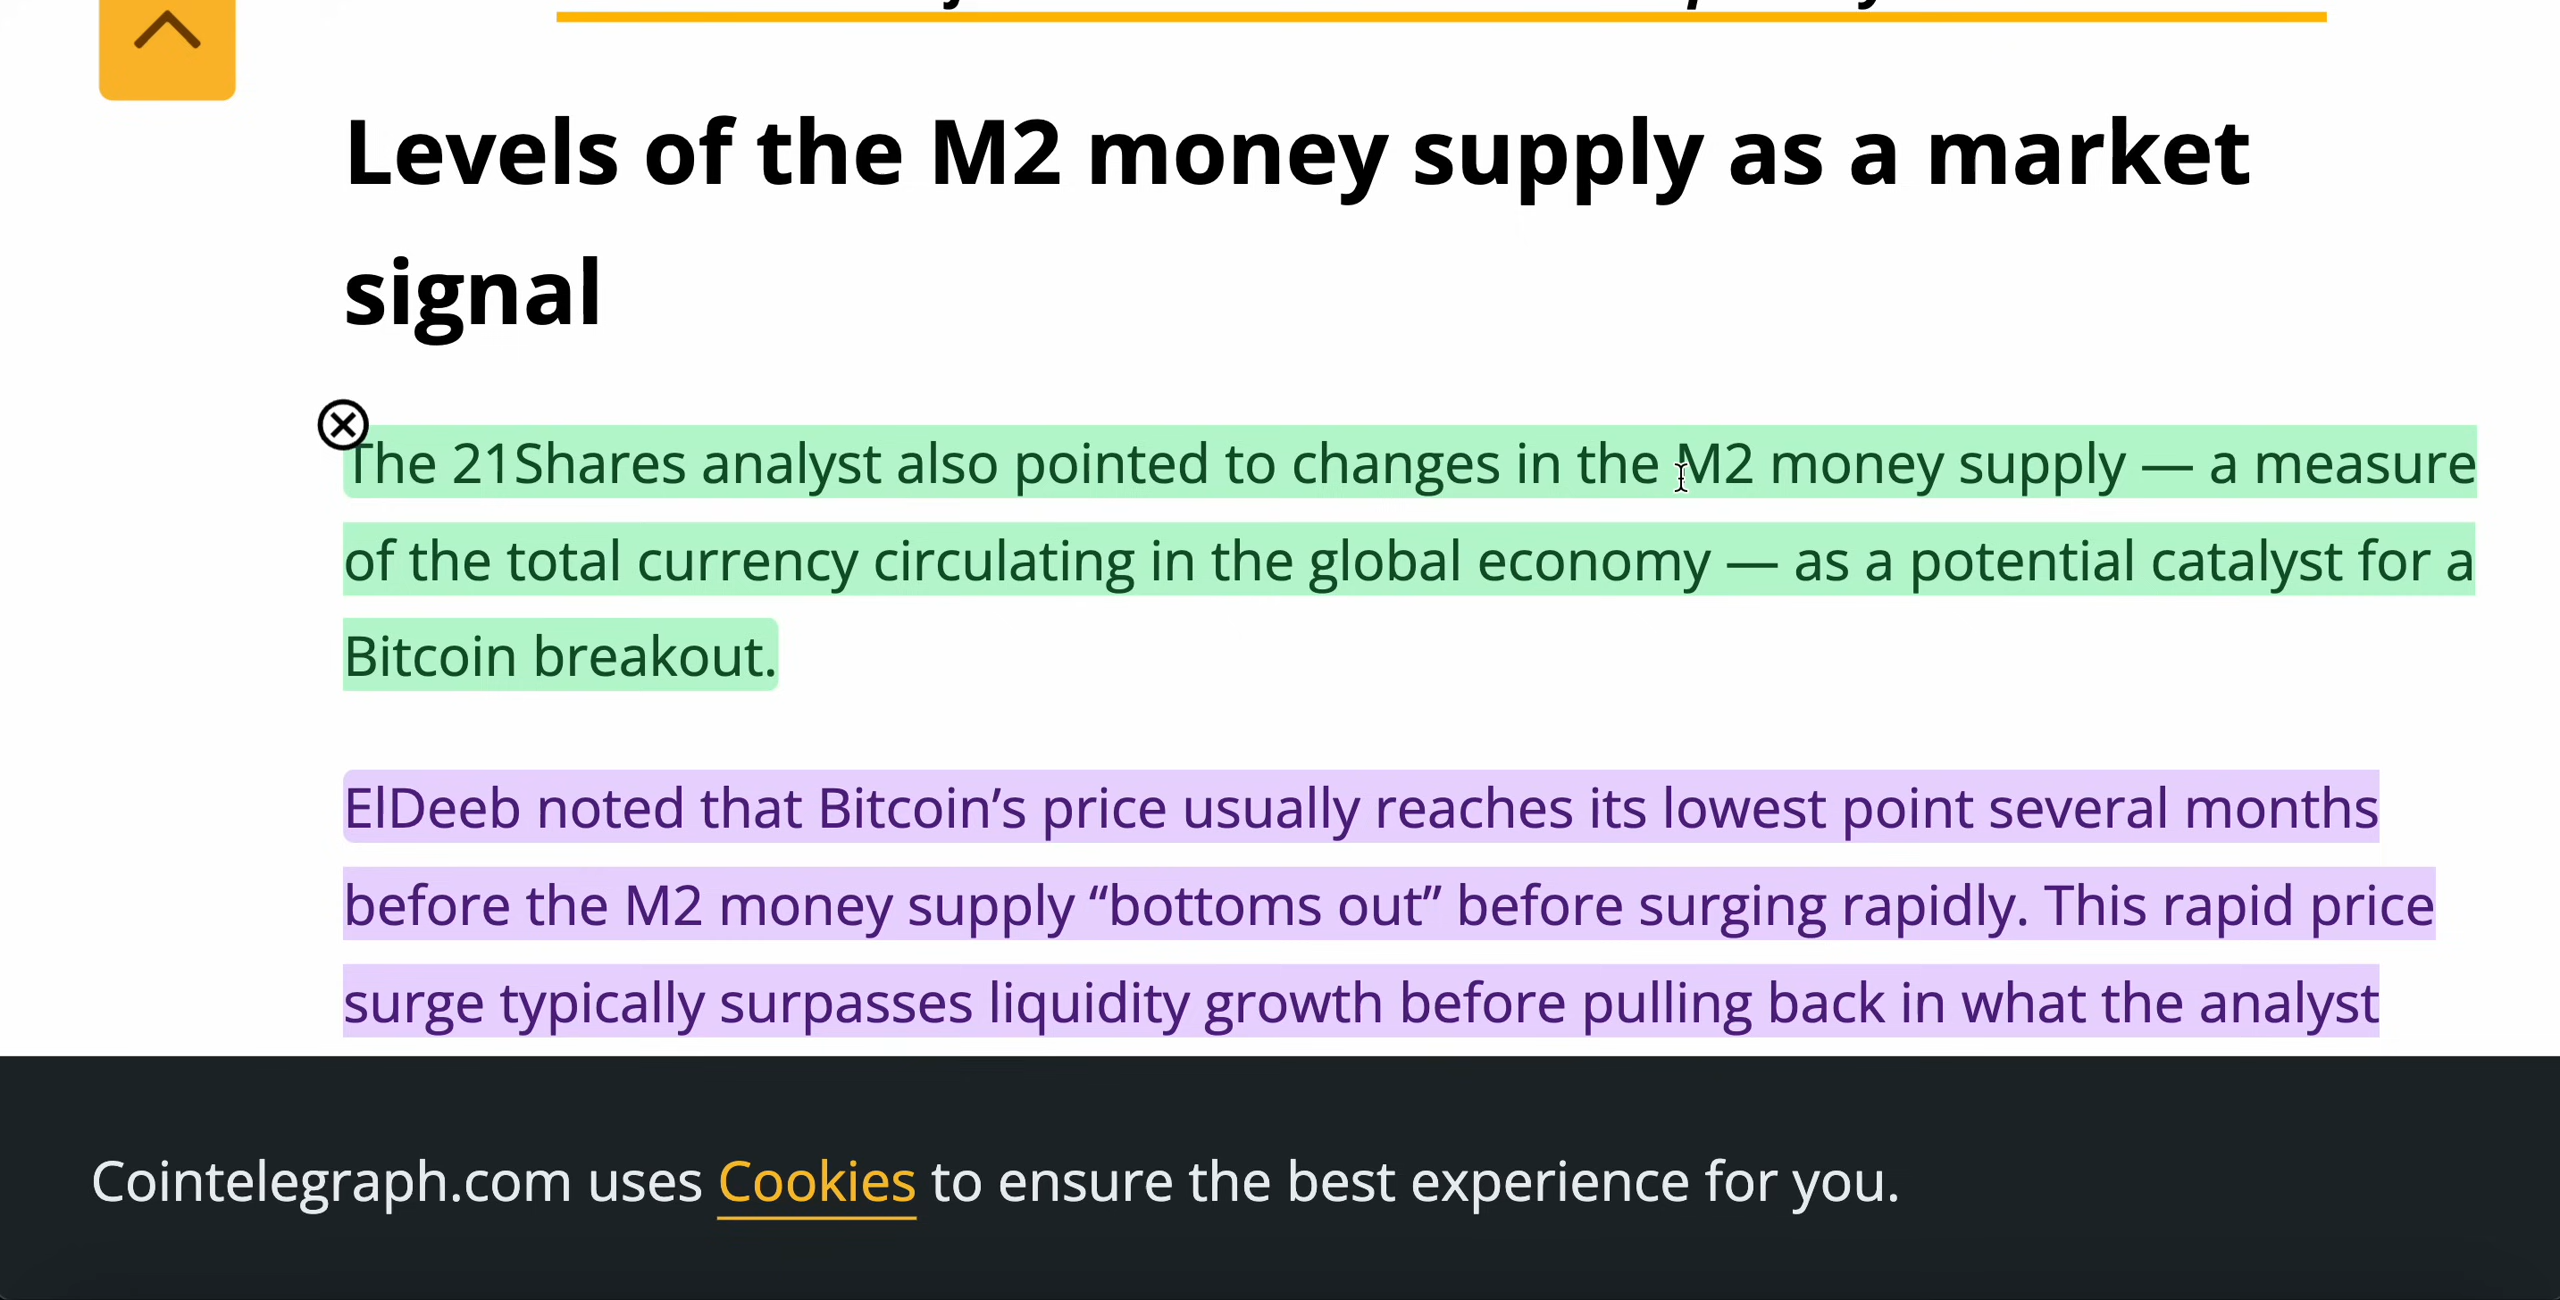 Levels of the M2 money supply as a market
signal
The 21Shares analyst also pointed to changes in the M2 money supply — a measure
of the total currency circulating in the global economy — as a potential catalyst for a
Bitcoin breakout.
ElDeeb noted that Bitcoin’s price usually reaches its lowest point several months
before the M2 money supply “bottoms out” before surging rapidly. This rapid price
surge typically surpasses liquidity growth before pulling back in what the analyst
Cointelegraph.com uses Cookies to ensure the best experience for you.